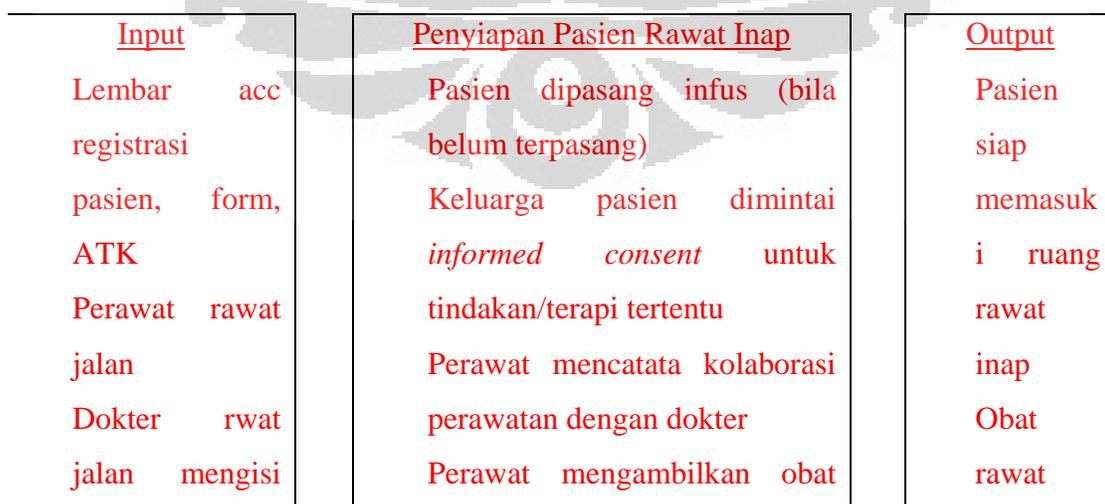 Input
Lembar acc
registrasi
pasien, form,
ATK
Perawat rawat
jalan
Dokter rwat
jalan mengisi
Penyiapan Pasien Rawat Inap
Pasien dipasang infus (bila
belum terpasang)
Keluarga pasien dimintai
informed consent untuk
tindakan/terapi tertentu
Perawat mencatata kolaborasi
perawatan dengan dokter
Perawat mengambilkan obat
Output
Pasien
siap
memasuk
i ruang
rawat
inap
Obat
rawat